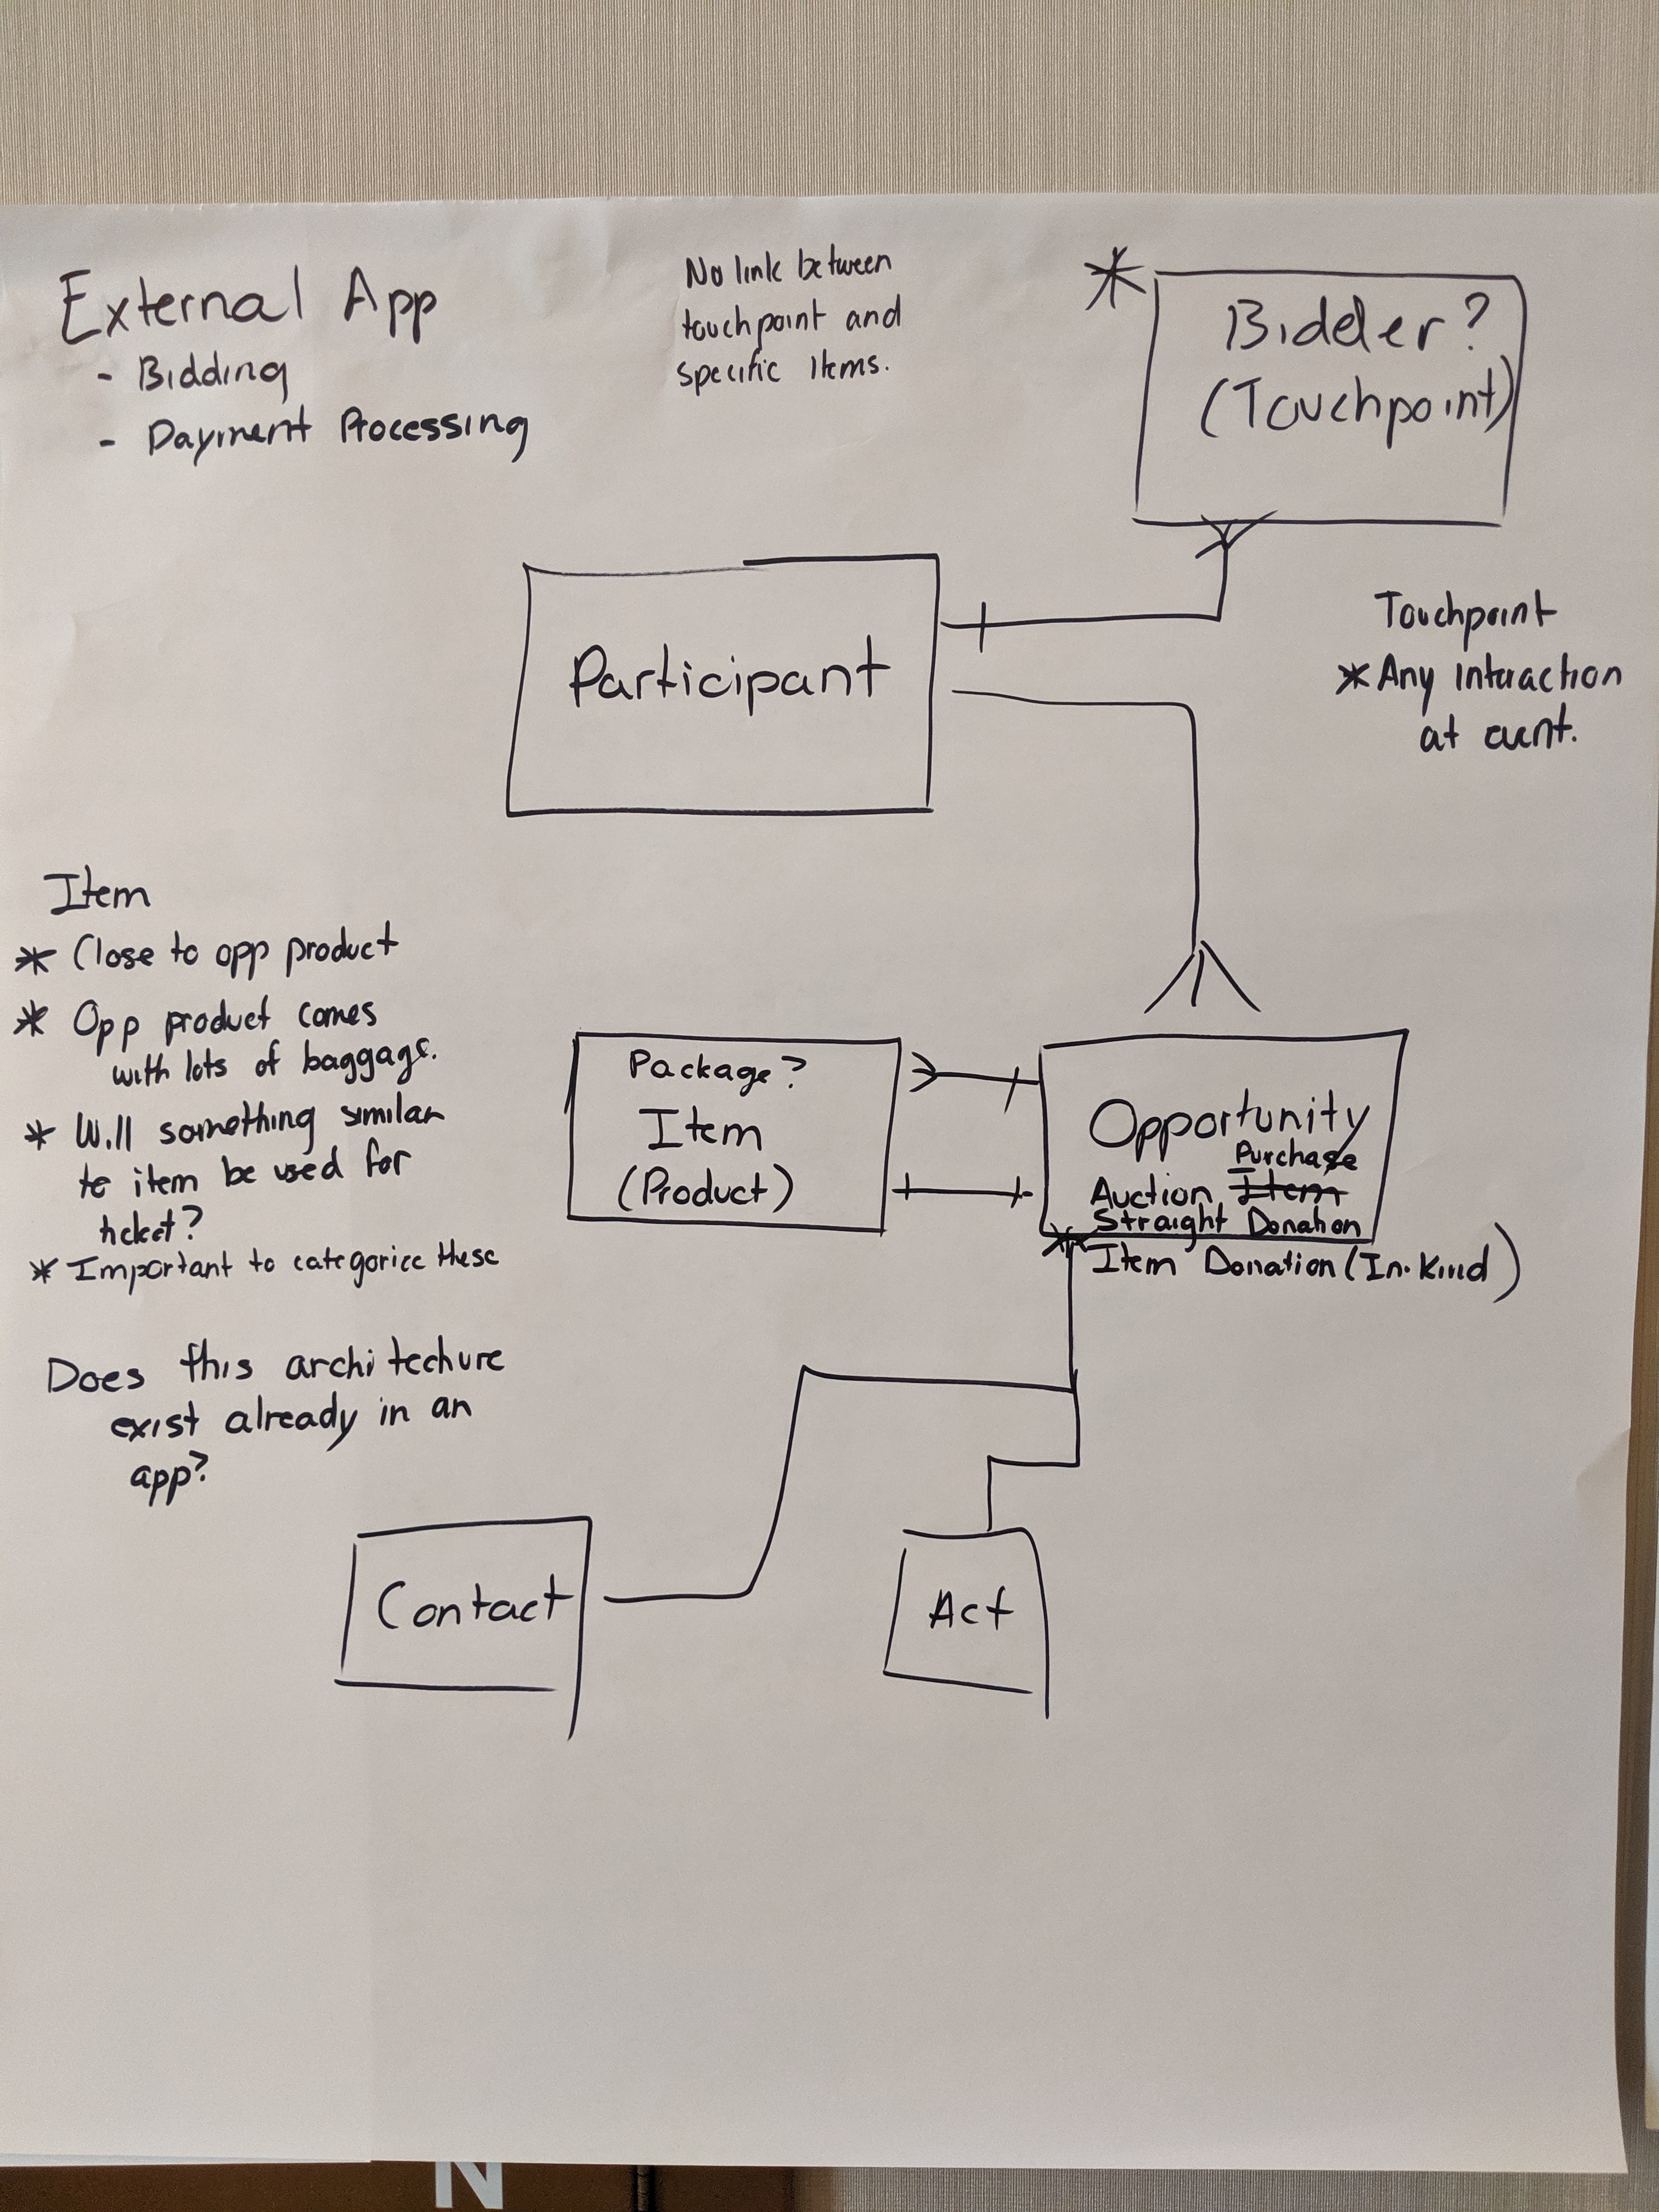 External App
- Bidding
- Payment Processing
No link between
touchpoint and
specific items.
Bidder?
(Touchpoint)
Participant
Touchpoint
* Any interaction
at event.
Item
* Close to opp product
* Opp product comes
with lots of baggage.
* Will something similar
to item be used for
ticket?
* Important to categorize these
Does this architechure
exist already in an
app?
Package?
Item
(Product)
Opportunity
Purchase
Auction Item
Straight Donation
Item Donation (In-Kind)
Contact
Act
N